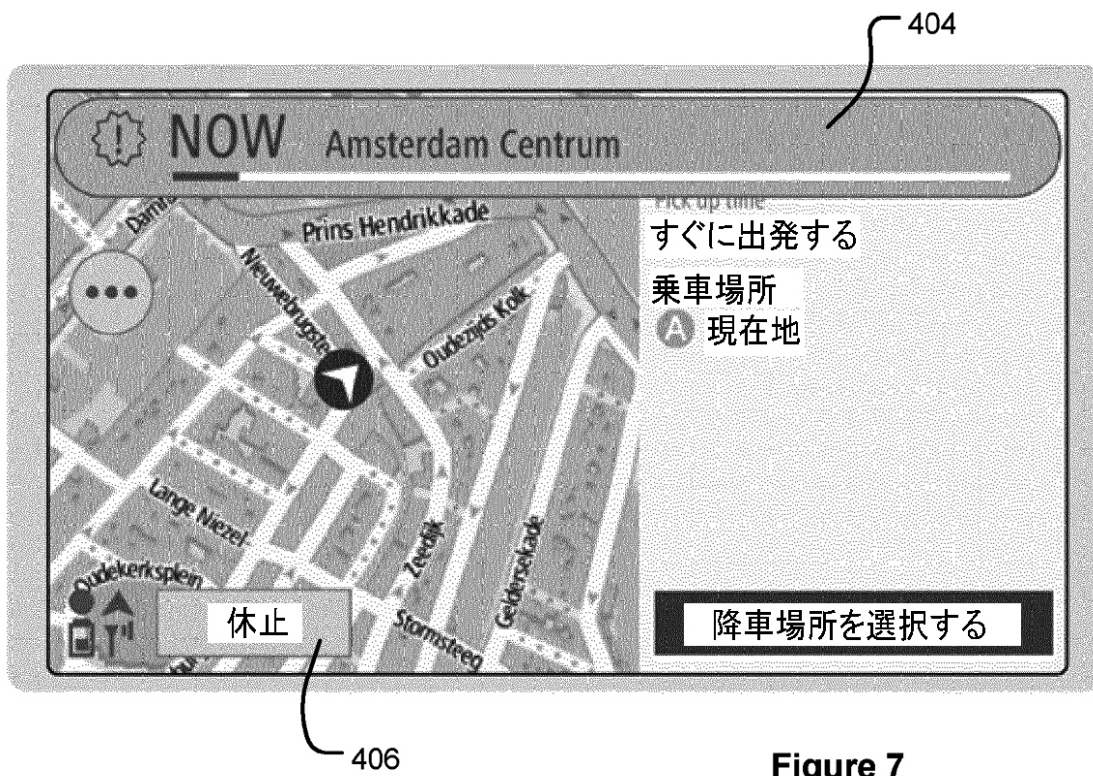 404
NOW Amsterdam Centrum
Pick up time
すぐに出発する
乗車場所
A 現在地
Prins Hendrikkade
Nieuwebrugste
Oudezijds Kolk
Lange Niezel
Zeedijk
Geldersekade
Oudekerksplein
Stormsteeg
休止
降車場所を選択する
406
Figure 7